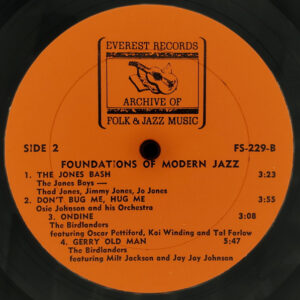 EVEREST RECORDS
ARCHIVE OF
FOLK & JAZZ MUSIC
SIDE 2
FS-229-B
FOUNDATIONS OF MODERN JAZZ
1. THE JONES BASH 3:23
The Jones Boys —
Thad Jones, Jimmy Jones, Jo Jones
2. DON'T BUG ME, HUG ME 3:55
Osie Johnson and his Orchestra
3. ONDINE 3:08
The Birdlanders
featuring Oscar Pettiford, Kai Winding and Tal Farlow
4. GERRY OLD MAN 5:47
The Birdlanders
featuring Milt Jackson and Jay Jay Johnson